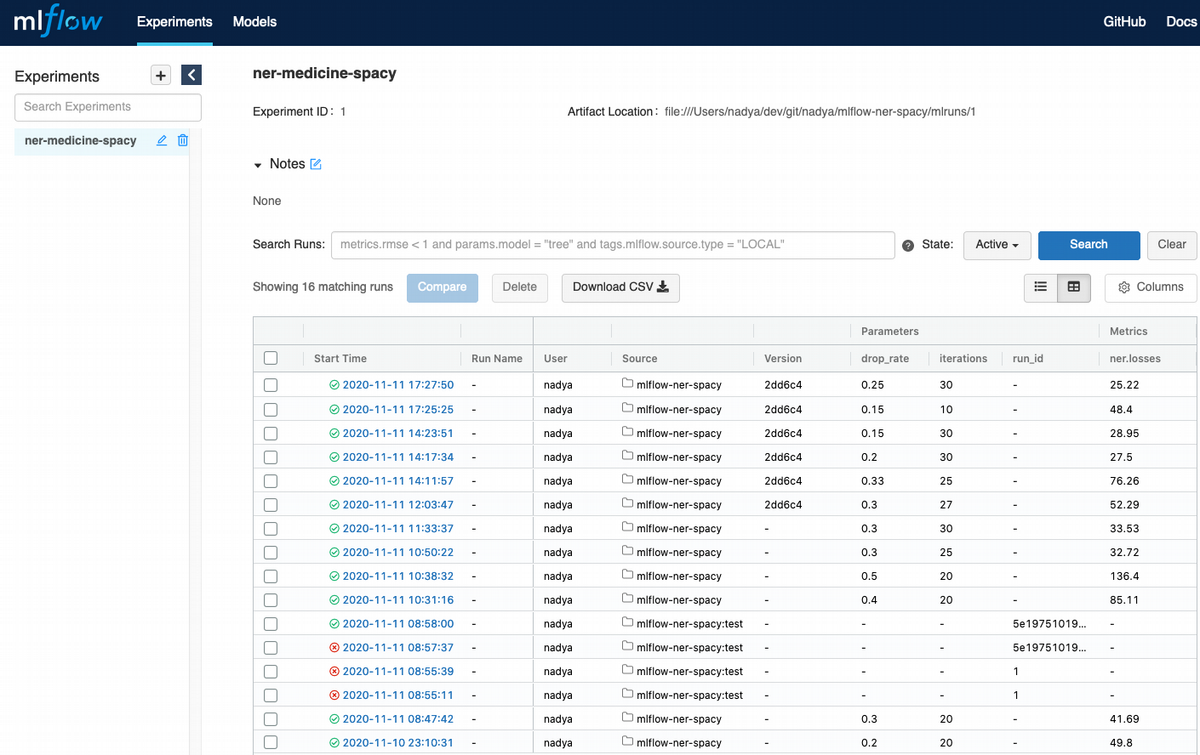 mlflow Experiments Models GitHub Docs
Experiments +
Search Experiments
ner-medicine-spacy
ner-medicine-spacy
Experiment ID: 1 Artifact Location: file:///Users/nadya/dev/git/nadya/mlflow-ner-spacy/mlruns/1
Notes
None
Search Runs: metrics.rmse < 1 and params.model = "tree" and tags.mlflow.source.type = "LOCAL" ? State: Active Search Clear
Showing 16 matching runs Compare Delete Download CSV Columns
Parameters Metrics
Start Time Run Name User Source Version drop_rate iterations run_id ner.losses
2020-11-11 17:27:50 - nadya mlflow-ner-spacy 2dd6c4 0.25 30 - 25.22
2020-11-11 17:25:25 - nadya mlflow-ner-spacy 2dd6c4 0.15 10 - 48.4
2020-11-11 14:23:51 - nadya mlflow-ner-spacy 2dd6c4 0.15 30 - 28.95
2020-11-11 14:17:34 - nadya mlflow-ner-spacy 2dd6c4 0.2 30 - 27.5
2020-11-11 14:11:57 - nadya mlflow-ner-spacy 2dd6c4 0.33 25 - 76.26
2020-11-11 12:03:47 - nadya mlflow-ner-spacy 2dd6c4 0.3 27 - 52.29
2020-11-11 11:33:37 - nadya mlflow-ner-spacy - 0.3 30 - 33.53
2020-11-11 10:50:22 - nadya mlflow-ner-spacy - 0.3 25 - 32.72
2020-11-11 10:38:32 - nadya mlflow-ner-spacy - 0.5 20 - 136.4
2020-11-11 10:31:16 - nadya mlflow-ner-spacy - 0.4 20 - 85.11
2020-11-11 08:58:00 - nadya mlflow-ner-spacy:test - - - 5e19751019... -
2020-11-11 08:57:37 - nadya mlflow-ner-spacy:test - - - 5e19751019... -
2020-11-11 08:55:39 - nadya mlflow-ner-spacy:test - - - 1 -
2020-11-11 08:55:11 - nadya mlflow-ner-spacy:test - - - 1 -
2020-11-11 08:47:42 - nadya mlflow-ner-spacy - 0.3 20 - 41.69
2020-11-10 23:10:31 - nadya mlflow-ner-spacy - 0.2 20 - 49.8